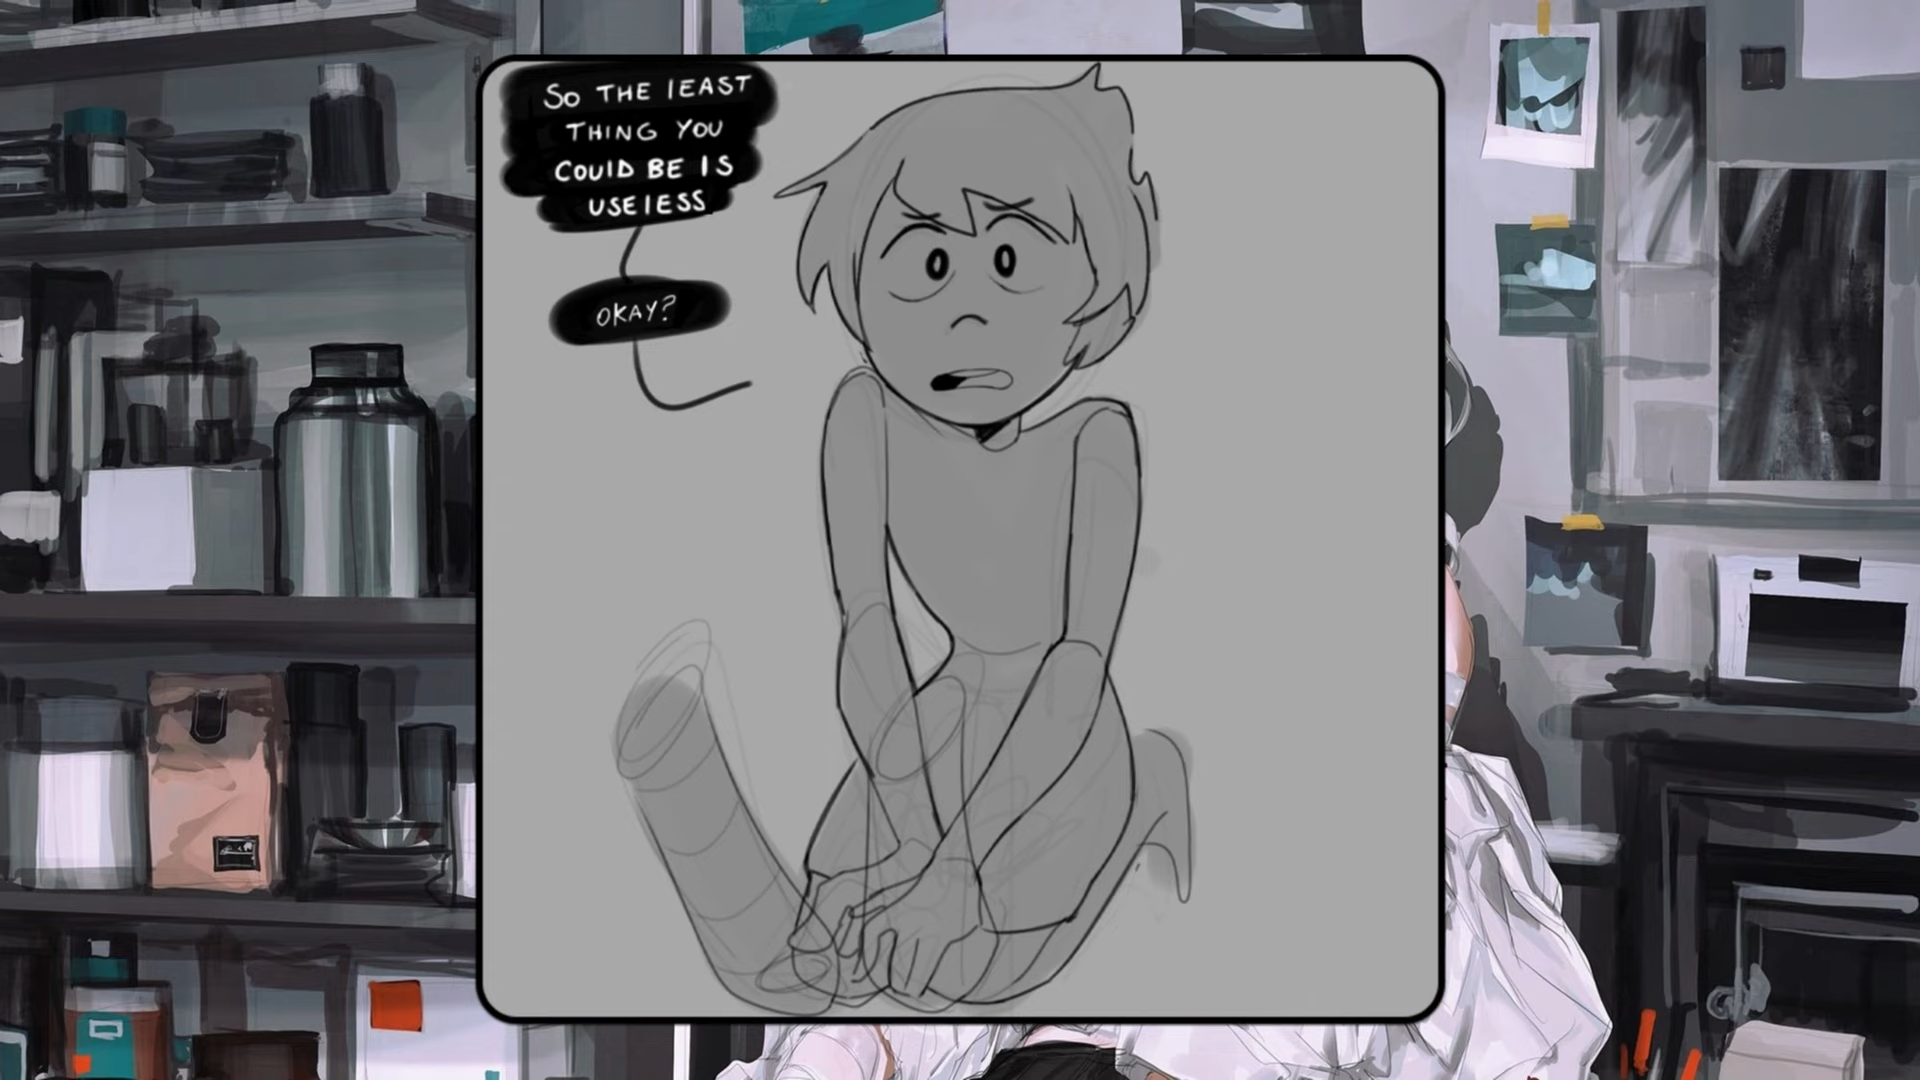 SO THE lEAST
THING YOU
COUlD BE IS
USElESS
OKAY?